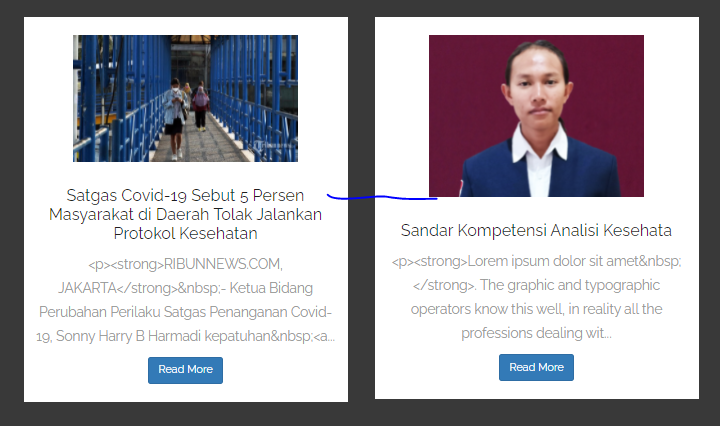 Satgas Covid-19 Sebut 5 Persen
Masyarakat di Daerah Tolak Jalankan
Protokol Kesehatan
<p><strong>RIBUNNEWS.COM,
JAKARTA</strong>&nbsp;- Ketua Bidang
Perubahan Perilaku Satgas Penanganan Covid-
19, Sonny Harry B Harmadi kepatuhan&nbsp;<a...
Read More
Sandar Kompetensi Analisi Kesehata
<p><strong>Lorem ipsum dolor sit amet&nbsp;
</strong>. The graphic and typographic
operators know this well, in reality all the
professions dealing wit...
Read More